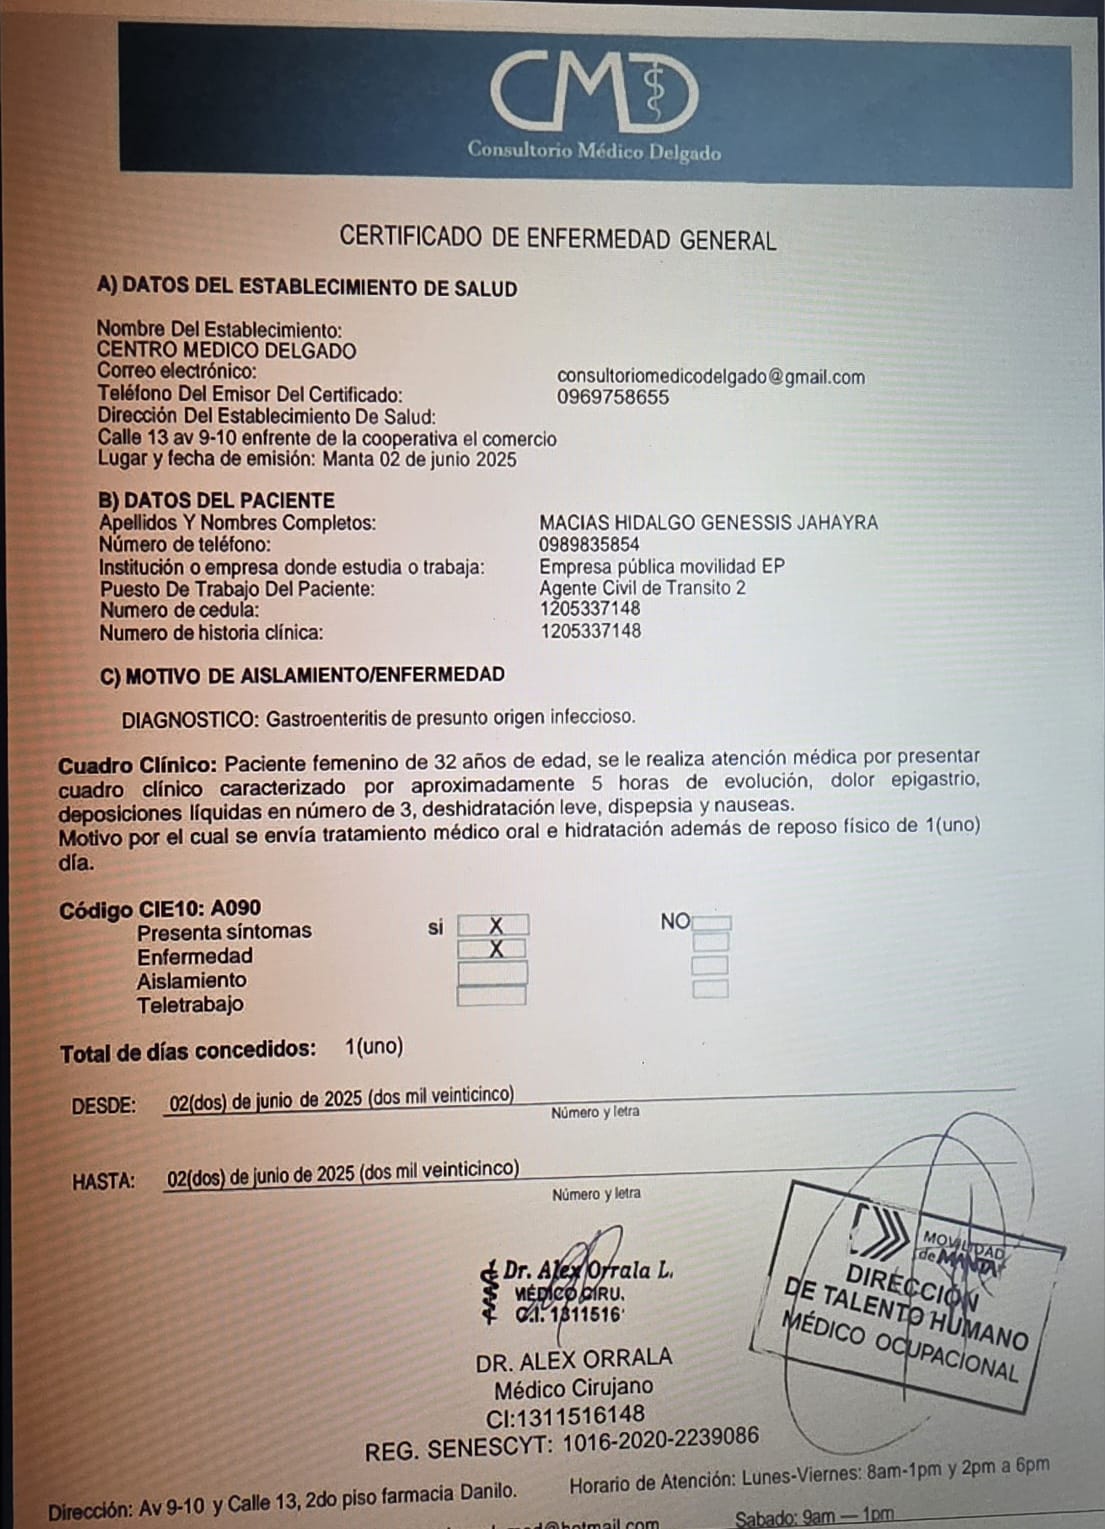 CMD
Consultorio Médico Delgado
CERTIFICADO DE ENFERMEDAD GENERAL
A) DATOS DEL ESTABLECIMIENTO DE SALUD
Nombre Del Establecimiento:
CENTRO MEDICO DELGADO
Correo electrónico: consultoriomedicodelgado@gmail.com
Teléfono Del Emisor Del Certificado: 0969758655
Dirección Del Establecimiento De Salud:
Calle 13 av 9-10 enfrente de la cooperativa el comercio
Lugar y fecha de emisión: Manta 02 de junio 2025
B) DATOS DEL PACIENTE
Apellidos Y Nombres Completos: MACIAS HIDALGO GENESSIS JAHAYRA
Número de teléfono: 0989835854
Institución o empresa donde estudia o trabaja: Empresa pública movilidad EP
Puesto De Trabajo Del Paciente: Agente Civil de Transito 2
Numero de cedula: 1205337148
Numero de historia clínica: 1205337148
C) MOTIVO DE AISLAMIENTO/ENFERMEDAD
DIAGNOSTICO: Gastroenteritis de presunto origen infeccioso.
Cuadro Clínico: Paciente femenino de 32 años de edad, se le realiza atención médica por presentar
cuadro clínico caracterizado por aproximadamente 5 horas de evolución, dolor epigastrio,
deposiciones líquidas en número de 3, deshidratación leve, dispepsia y nauseas.
Motivo por el cual se envía tratamiento médico oral e hidratación además de reposo físico de 1(uno)
día.
Código CIE10: A090
Presenta síntomas si X NO
Enfermedad X
Aislamiento
Teletrabajo
Total de días concedidos: 1(uno)
DESDE: 02(dos) de junio de 2025 (dos mil veinticinco)
Número y letra
HASTA: 02(dos) de junio de 2025 (dos mil veinticinco)
Número y letra
Dr. Alex Orrala L.
MÉDICO CIRU.
C.I. 1311516
DR. ALEX ORRALA
Médico Cirujano
CI:1311516148
REG. SENESCYT: 1016-2020-2239086
MOVILIDAD
de MANTA
DIRECCIÓN
DE TALENTO HUMANO
MÉDICO OCUPACIONAL
Dirección: Av 9-10 y Calle 13, 2do piso farmacia Danilo. Horario de Atención: Lunes-Viernes: 8am-1pm y 2pm a 6pm
@hotmail.com Sabado: 9am — 1pm